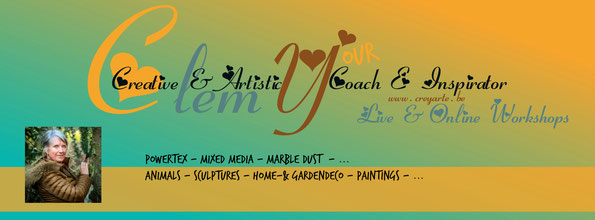 Clem Your
Creative & Artistic Coach & Inspirator
www.creyarte.be
Live & Online Workshops
POWERTEX - MIXED MEDIA - MARBLE DUST - ...
ANIMALS - SCULPTURES - HOME-& GARDENDECO - PAINTINGS - ...